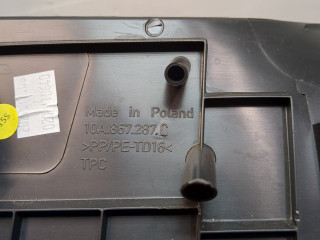 Made in Poland
10A.867.287.C
>PP/PE-TD16<
TPC